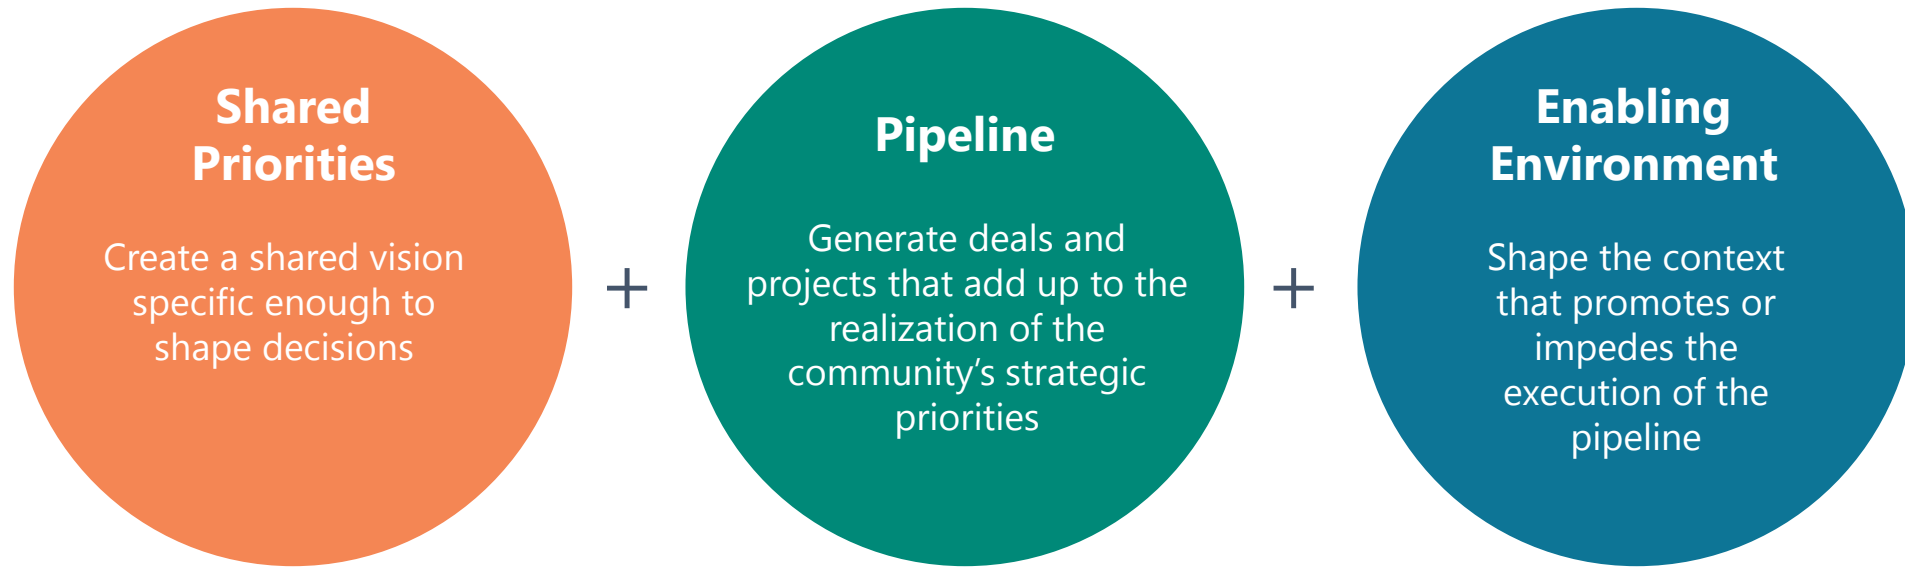 Shared
Priorities
Create a shared vision
specific enough to
shape decisions
+
Pipeline
Generate deals and
projects that add up to the
realization of the
community’s strategic
priorities
+
Enabling
Environment
Shape the context
that promotes or
impedes the
execution of the
pipeline